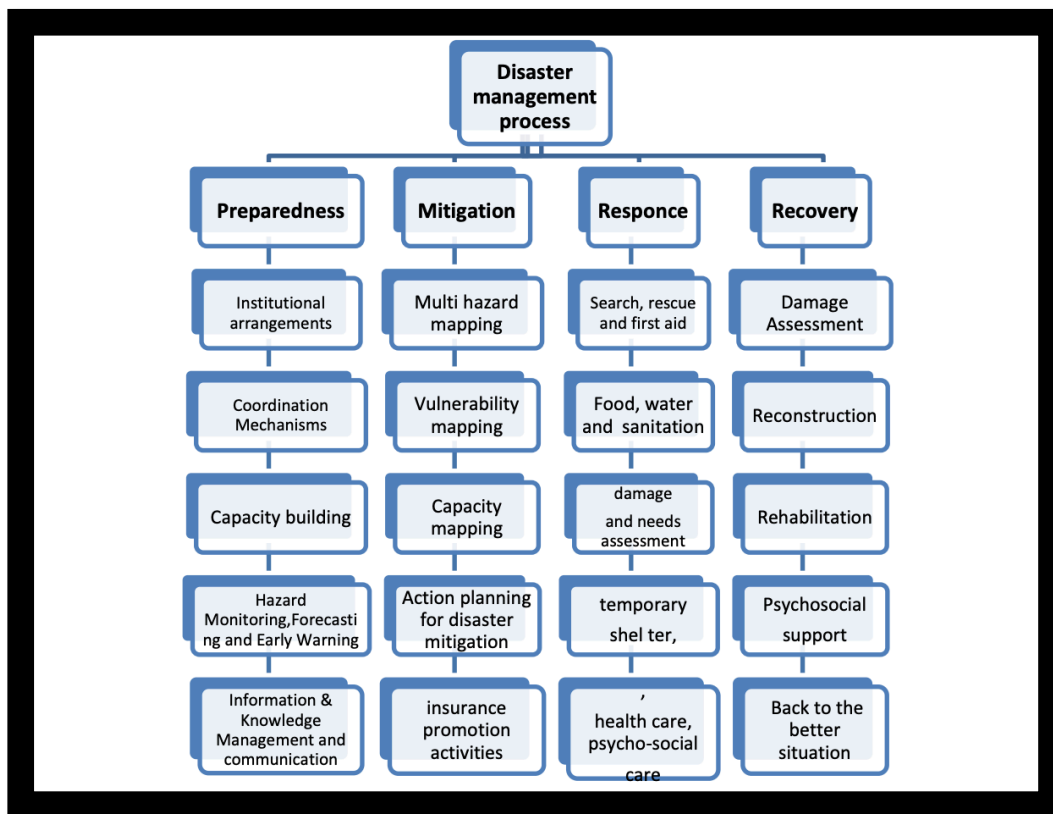 Disaster
management
process
Preparedness
Mitigation
Responce
Recovery
Institutional
arrangements
Multi hazard
mapping
Search, rescue
and first aid
Damage
Assessment
Coordination
Mechanisms
Vulnerability
mapping
Food, water
and sanitation
Reconstruction
Capacity building
Capacity
mapping
damage
and needs
assessment
Rehabilitation
Hazard
Monitoring,Forecasti
ng and Early Warning
Action planning
for disaster
mitigation
temporary
shel ter,
Psychosocial
support
Information &
Knowledge
Management and
communication
insurance
promotion
activities
,
health care,
psycho-social
care
Back to the
better
situation